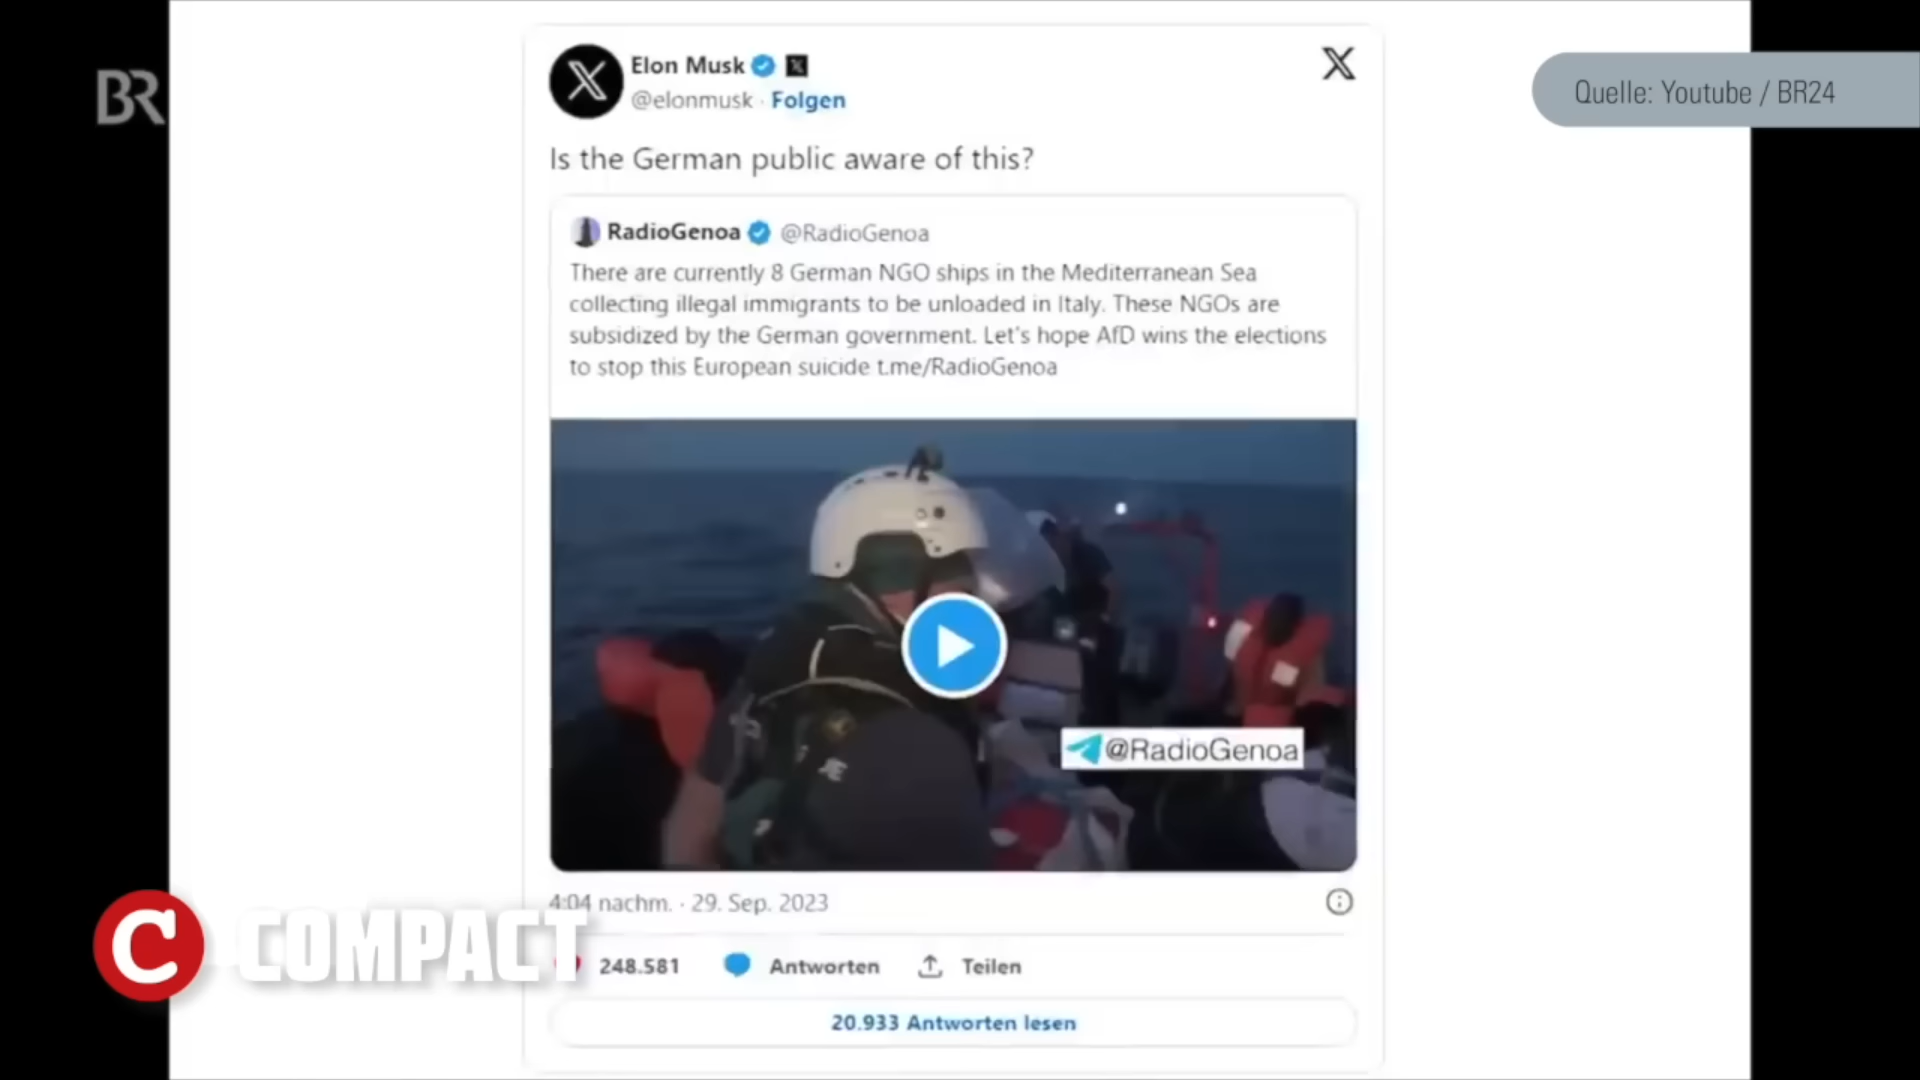 BR
Quelle: Youtube / BR24
X
Elon Musk
@elonmusk · Folgen
Is the German public aware of this?
RadioGenoa @RadioGenoa
There are currently 8 German NGO ships in the Mediterranean Sea
collecting illegal immigrants to be unloaded in Italy. These NGOs are
subsidized by the German government. Let's hope AfD wins the elections
to stop this European suicide t.me/RadioGenoa
@RadioGenoa
4:04 nachm. · 29. Sep. 2023
248.581 Antworten Teilen
20.933 Antworten lesen
C COMPACT